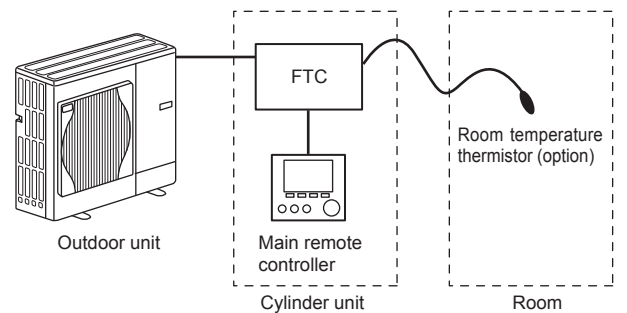 FTC
Room temperature
thermistor (option)
Outdoor unit
Main remote
controller
Cylinder unit
Room